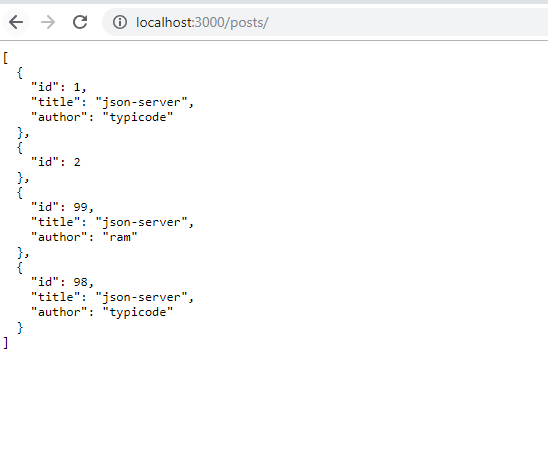 localhost:3000/posts/
[
  {
    "id": 1,
    "title": "json-server",
    "author": "typicode"
  },
  {
    "id": 2
  },
  {
    "id": 99,
    "title": "json-server",
    "author": "ram"
  },
  {
    "id": 98,
    "title": "json-server",
    "author": "typicode"
  }
]